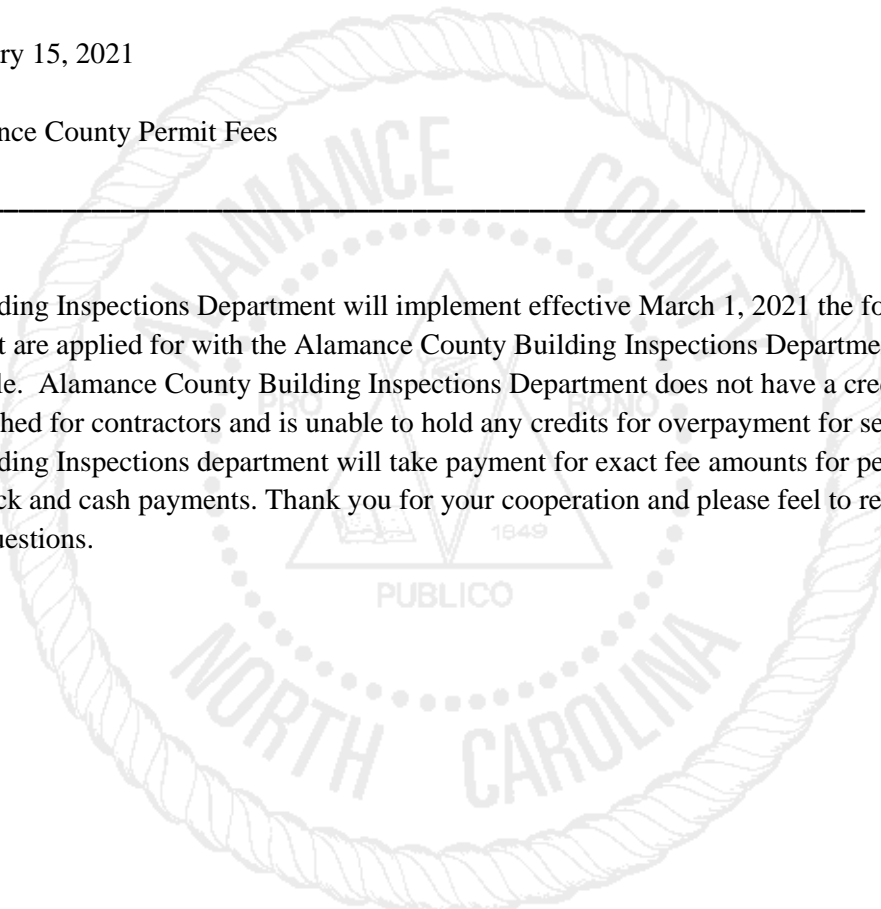 ry 15, 2021
nce County Permit Fees
ding Inspections Department will implement effective March 1, 2021 the fo
t are applied for with the Alamance County Building Inspections Departme
le. Alamance County Building Inspections Department does not have a cre
hed for contractors and is unable to hold any credits for overpayment for se
ding Inspections department will take payment for exact fee amounts for pe
ck and cash payments. Thank you for your cooperation and please feel to re
uestions.
ALAMANCE COUNTY
PRO BONO
1849
PUBLICO
NORTH CAROLINA